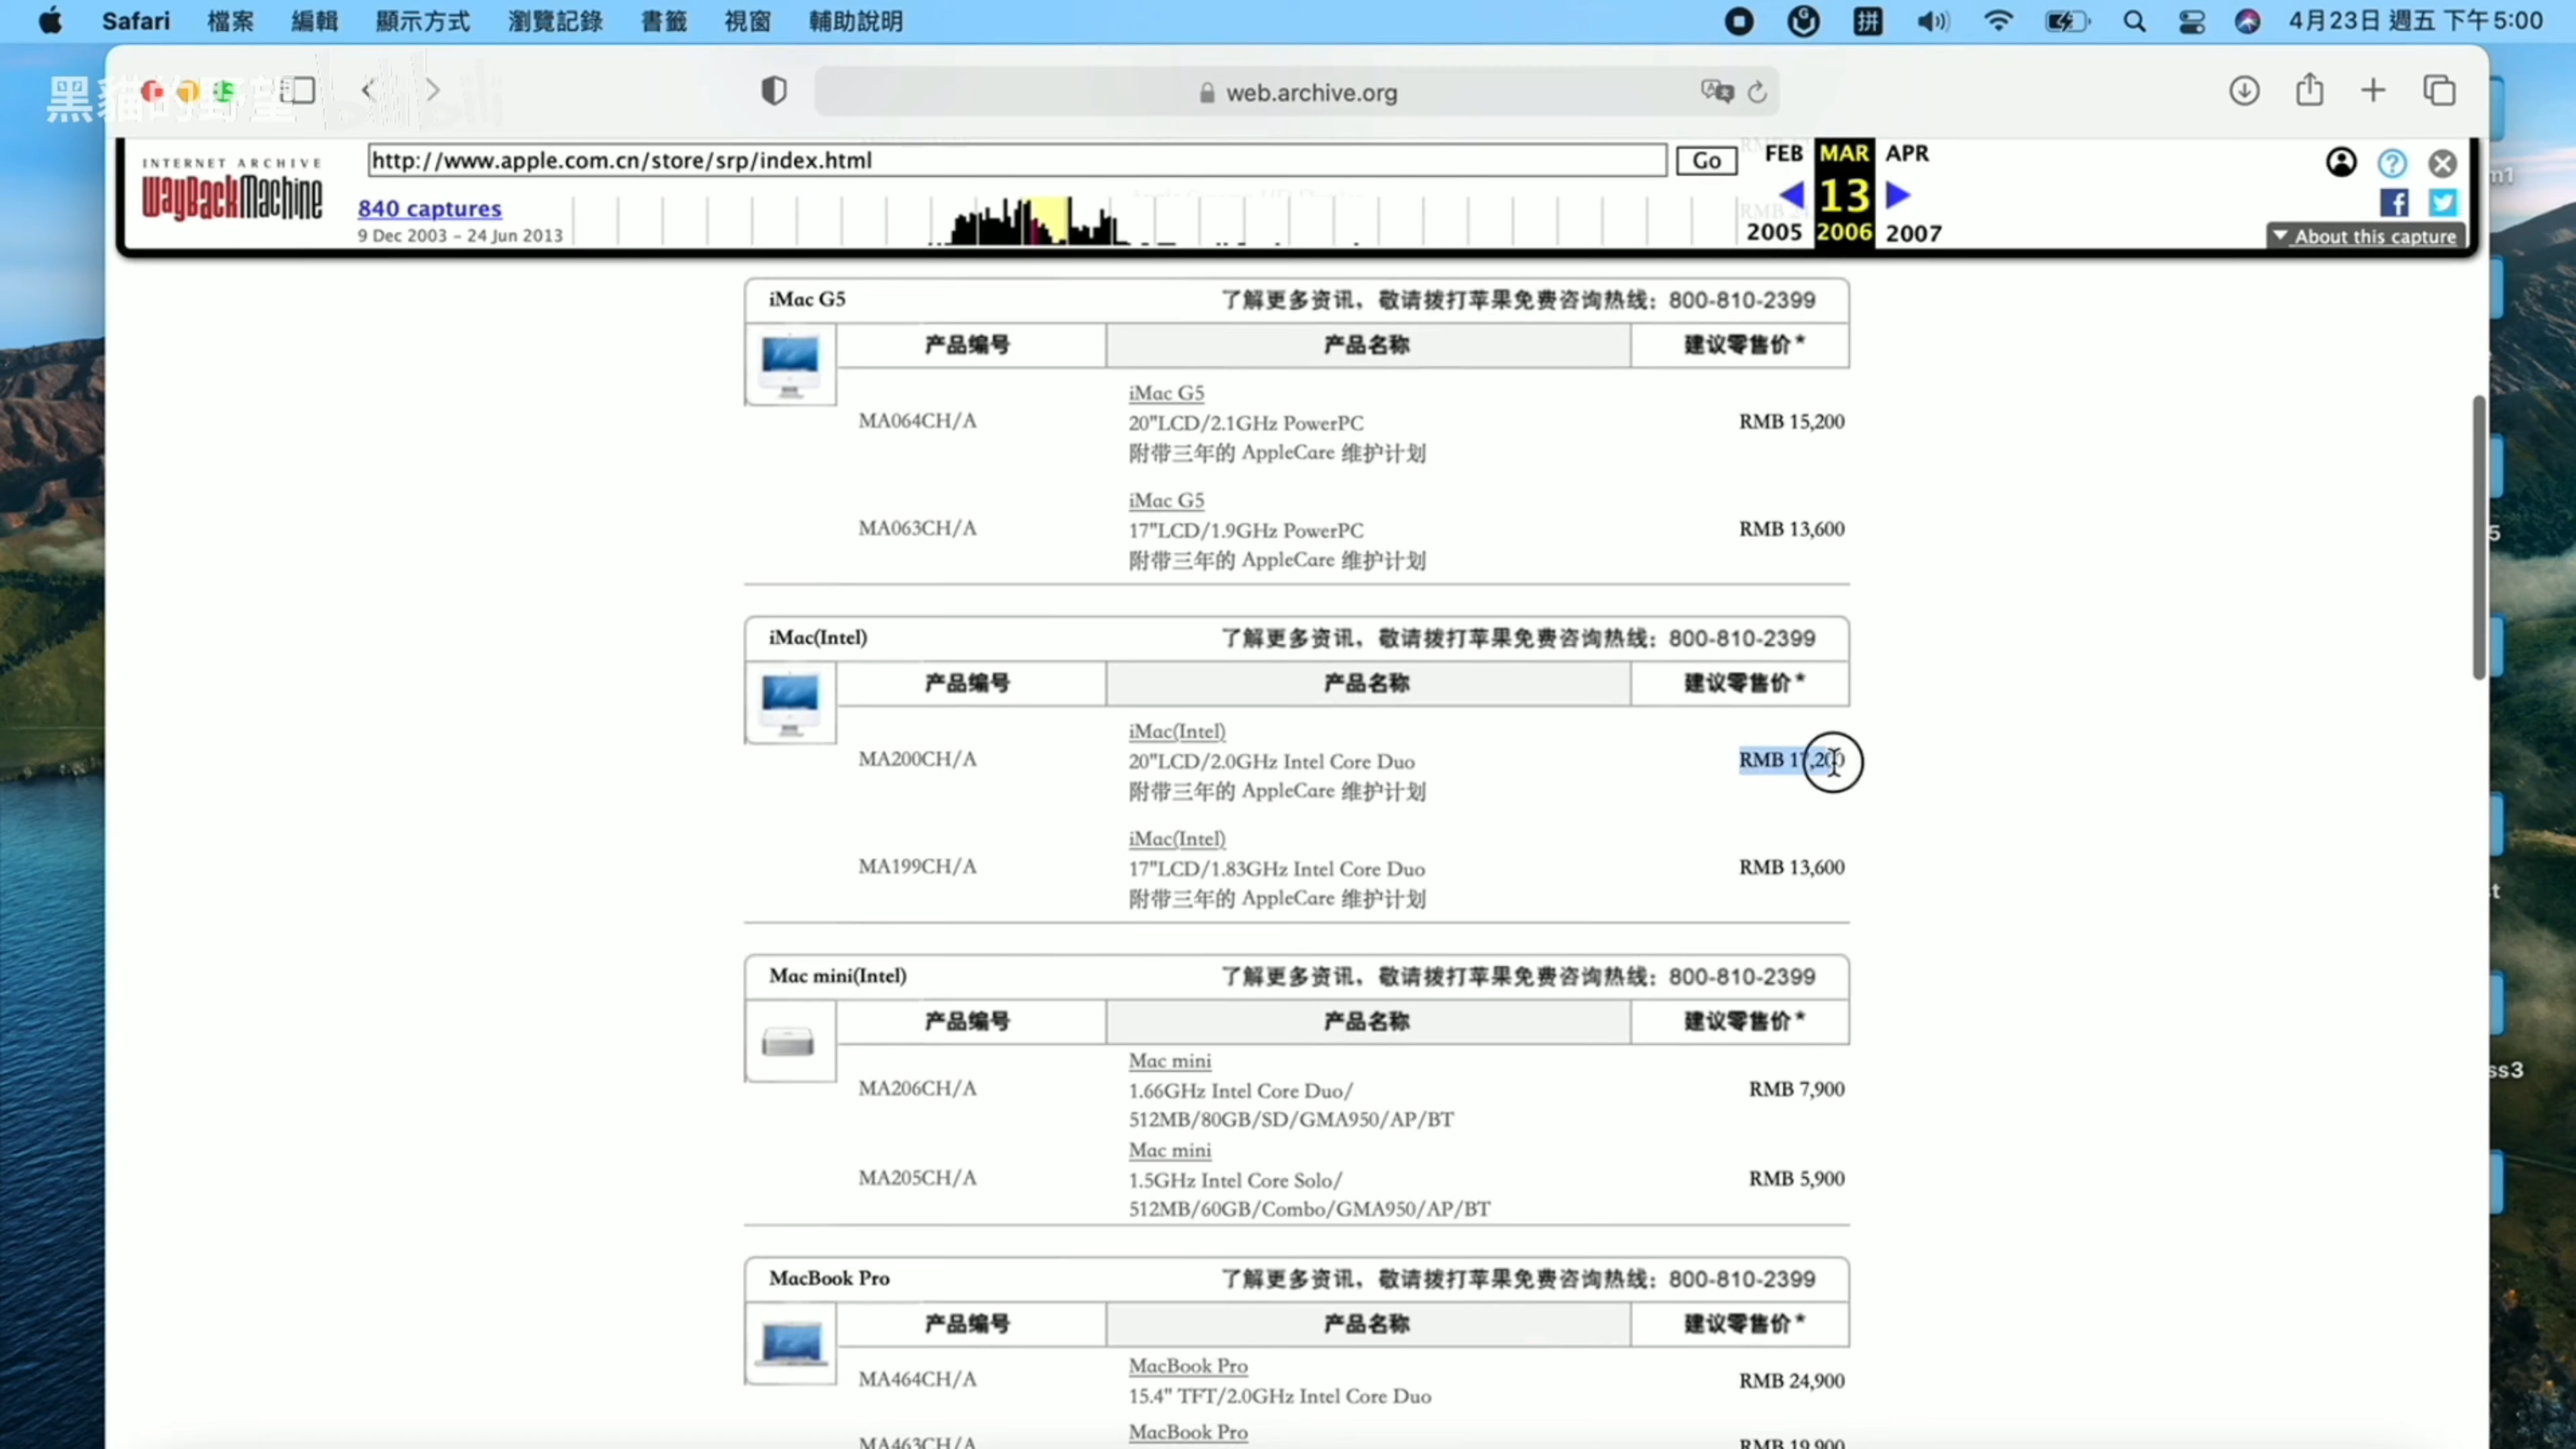 Safari 檔案 編輯 顯示方式 瀏覽記錄 書籤 視窗 輔助說明 拼 4月23日 週五 下午5:00
黑貓的野望 bilibili
web.archive.org
INTERNET ARCHIVE
WayBackMachine
http://www.apple.com.cn/store/srp/index.html Go
840 captures
9 Dec 2003 – 24 Jun 2013
FEB MAR APR
13
2005 2006 2007
About this capture
iMac G5 了解更多资讯，敬请拨打苹果免费咨询热线：800-810-2399
产品编号 产品名称 建议零售价*
iMac G5
MA064CH/A 20"LCD/2.1GHz PowerPC RMB 15,200
附带三年的 AppleCare 维护计划
iMac G5
MA063CH/A 17"LCD/1.9GHz PowerPC RMB 13,600
附带三年的 AppleCare 维护计划
iMac(Intel) 了解更多资讯，敬请拨打苹果免费咨询热线：800-810-2399
产品编号 产品名称 建议零售价*
iMac(Intel)
MA200CH/A 20"LCD/2.0GHz Intel Core Duo RMB 17,200
附带三年的 AppleCare 维护计划
iMac(Intel)
MA199CH/A 17"LCD/1.83GHz Intel Core Duo RMB 13,600
附带三年的 AppleCare 维护计划
Mac mini(Intel) 了解更多资讯，敬请拨打苹果免费咨询热线：800-810-2399
产品编号 产品名称 建议零售价*
Mac mini
MA206CH/A 1.66GHz Intel Core Duo/ RMB 7,900
512MB/80GB/SD/GMA950/AP/BT
Mac mini
MA205CH/A 1.5GHz Intel Core Solo/ RMB 5,900
512MB/60GB/Combo/GMA950/AP/BT
MacBook Pro 了解更多资讯，敬请拨打苹果免费咨询热线：800-810-2399
产品编号 产品名称 建议零售价*
MacBook Pro
MA464CH/A 15.4" TFT/2.0GHz Intel Core Duo RMB 24,900
MacBook Pro
MA463CH/A RMB 19,900
m1
5
t
ss3